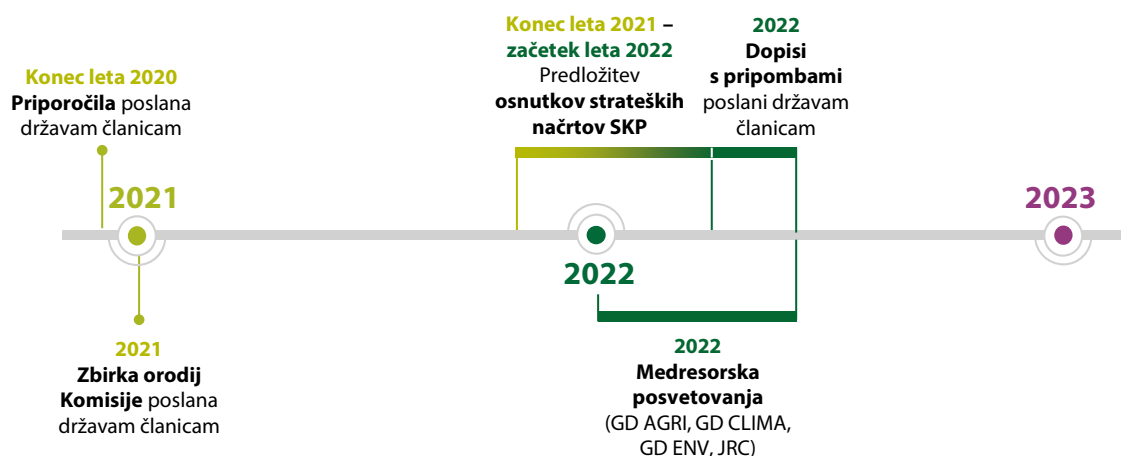 Konec leta 2020
Priporočila poslana
državam članicam
Konec leta 2021 –
začetek leta 2022
Predložitev
osnutkov strateških
načrtov SKP
2022
Dopisi
s pripombami
poslani državam
članicam
2021
2022
2023
2021
Zbirka orodij
Komisije poslana
državam članicam
2022
Medresorska
posvetovanja
(GD AGRI, GD CLIMA,
GD ENV, JRC)